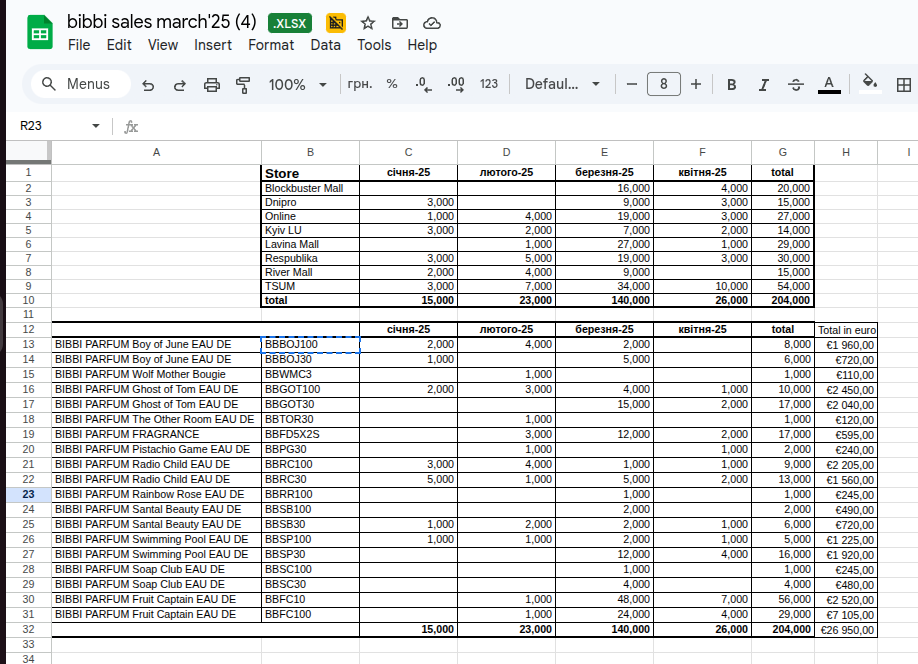 bibbi sales march'25 (4) .XLSX
File Edit View Insert Format Data Tools Help
Menus 100% грн. % .0 .00 123 Defaul... 8 B I S A
R23 fx
A B C D E F G H I
1 Store січня-25 лютого-25 березня-25 квітня-25 total
2 Blockbuster Mall 16,000 4,000 20,000
3 Dnipro 3,000 9,000 3,000 15,000
4 Online 1,000 4,000 19,000 3,000 27,000
5 Kyiv LU 3,000 2,000 7,000 2,000 14,000
6 Lavina Mall 1,000 27,000 1,000 29,000
7 Respublika 3,000 5,000 19,000 3,000 30,000
8 River Mall 2,000 4,000 9,000 15,000
9 TSUM 3,000 7,000 34,000 10,000 54,000
10 total 15,000 23,000 140,000 26,000 204,000
11
12 січня-25 лютого-25 березня-25 квітня-25 total Total in euro
13 BIBBI PARFUM Boy of June EAU DE BBBOJ100 2,000 4,000 2,000 8,000 €1 960,00
14 BIBBI PARFUM Boy of June EAU DE BBBOJ30 1,000 5,000 6,000 €720,00
15 BIBBI PARFUM Wolf Mother Bougie BBWMC3 1,000 1,000 €110,00
16 BIBBI PARFUM Ghost of Tom EAU DE BBGOT100 2,000 3,000 4,000 1,000 10,000 €2 450,00
17 BIBBI PARFUM Ghost of Tom EAU DE BBGOT30 15,000 2,000 17,000 €2 040,00
18 BIBBI PARFUM The Other Room EAU DE BBTOR30 1,000 1,000 €120,00
19 BIBBI PARFUM FRAGRANCE BBFD5X2S 3,000 12,000 2,000 17,000 €595,00
20 BIBBI PARFUM Pistachio Game EAU DE BBPG30 1,000 1,000 2,000 €240,00
21 BIBBI PARFUM Radio Child EAU DE BBRC100 3,000 4,000 1,000 1,000 9,000 €2 205,00
22 BIBBI PARFUM Radio Child EAU DE BBRC30 5,000 1,000 5,000 2,000 13,000 €1 560,00
23 BIBBI PARFUM Rainbow Rose EAU DE BBRR100 1,000 1,000 €245,00
24 BIBBI PARFUM Santal Beauty EAU DE BBSB100 2,000 2,000 €490,00
25 BIBBI PARFUM Santal Beauty EAU DE BBSB30 1,000 2,000 2,000 1,000 6,000 €720,00
26 BIBBI PARFUM Swimming Pool EAU DE BBSP100 1,000 1,000 2,000 1,000 5,000 €1 225,00
27 BIBBI PARFUM Swimming Pool EAU DE BBSP30 12,000 4,000 16,000 €1 920,00
28 BIBBI PARFUM Soap Club EAU DE BBSC100 1,000 1,000 €245,00
29 BIBBI PARFUM Soap Club EAU DE BBSC30 4,000 4,000 €480,00
30 BIBBI PARFUM Fruit Captain EAU DE BBFC10 1,000 48,000 7,000 56,000 €2 520,00
31 BIBBI PARFUM Fruit Captain EAU DE BBFC100 1,000 24,000 4,000 29,000 €7 105,00
32 15,000 23,000 140,000 26,000 204,000 €26 950,00
33
34